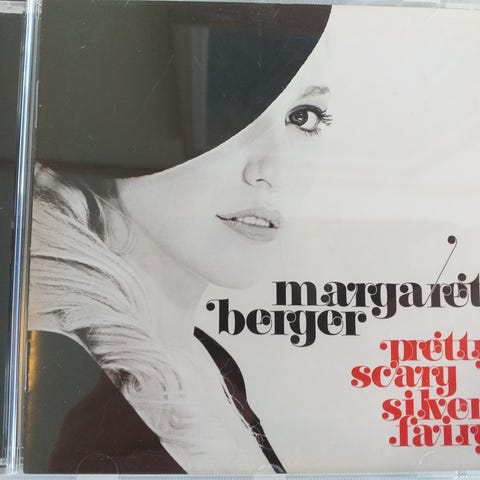 margaret
berger
pretty
scary
silver
fairy